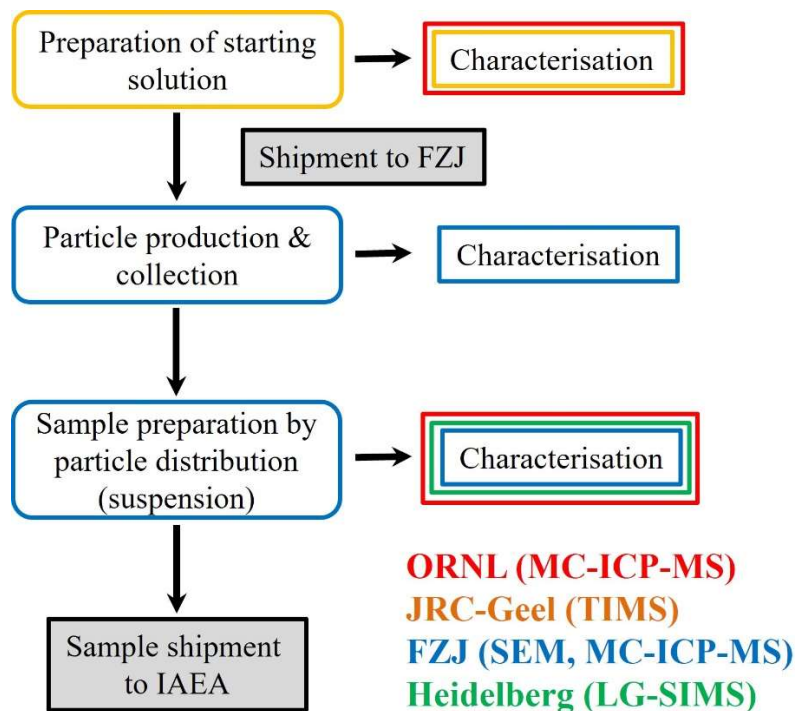 Preparation of starting
solution
Characterisation
Shipment to FZJ
Particle production &
collection
Characterisation
Sample preparation by
particle distribution
(suspension)
Characterisation
Sample shipment
to IAEA
ORNL (MC-ICP-MS)
JRC-Geel (TIMS)
FZJ (SEM, MC-ICP-MS)
Heidelberg (LG-SIMS)